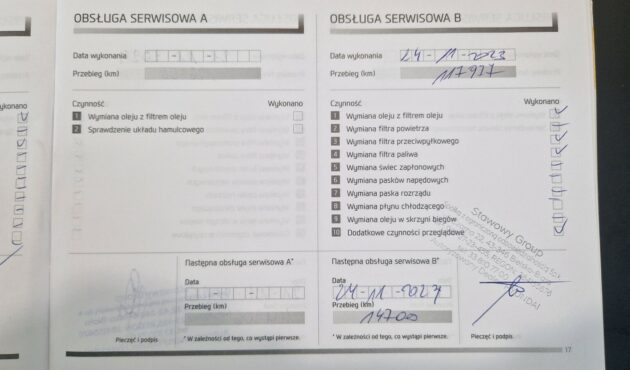 OBSŁUGA SERWISOWA A
Data wykonania
Przebieg (km)
Czynność Wykonano
1 Wymiana oleju z filtrem oleju
2 Sprawdzenie układu hamulcowego
Następna obsługa serwisowa A*
Data
Przebieg (km)
Pieczęć i podpis
* W zależności od tego, co wystąpi pierwsze.
OBSŁUGA SERWISOWA B
Data wykonania 24-11-2023
Przebieg (km) 117937
Czynność Wykonano
1 Wymiana oleju z filtrem oleju
2 Wymiana filtra powietrza
3 Wymiana filtra przeciwpyłkowego
4 Wymiana filtra paliwa
5 Wymiana świec zapłonowych
6 Wymiana pasków napędowych
7 Wymiana paska rozrządu
8 Wymiana płynu chłodzącego
9 Wymiana oleju w skrzyni biegów
10 Dodatkowe czynności przeglądowe
Stawowy Group
Następna obsługa serwisowa B*
Data
24-11-2027
Przebieg (km)
14700
Pieczęć i podpis
* W zależności od tego, co wystąpi pierwsze.
17
ykonano